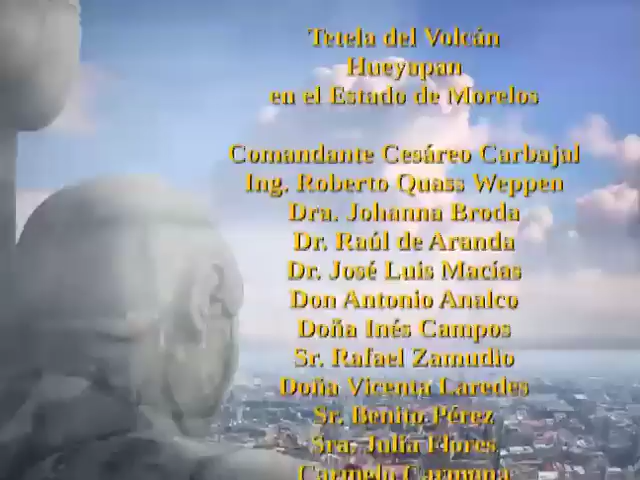 Tetela del Volcán
Hueyapan
en el Estado de Morelos
Comandante Cesáreo Carbajal
Ing. Roberto Quass Weppen
Dra. Johanna Broda
Dr. Raúl de Aranda
Dr. José Luis Macías
Don Antonio Analco
Doña Inés Campos
Sr. Rafael Zamudio
Doña Vicenta Laredes
Sr. Benito Pérez
Sra. Julia Flores
Carmelo Carmona